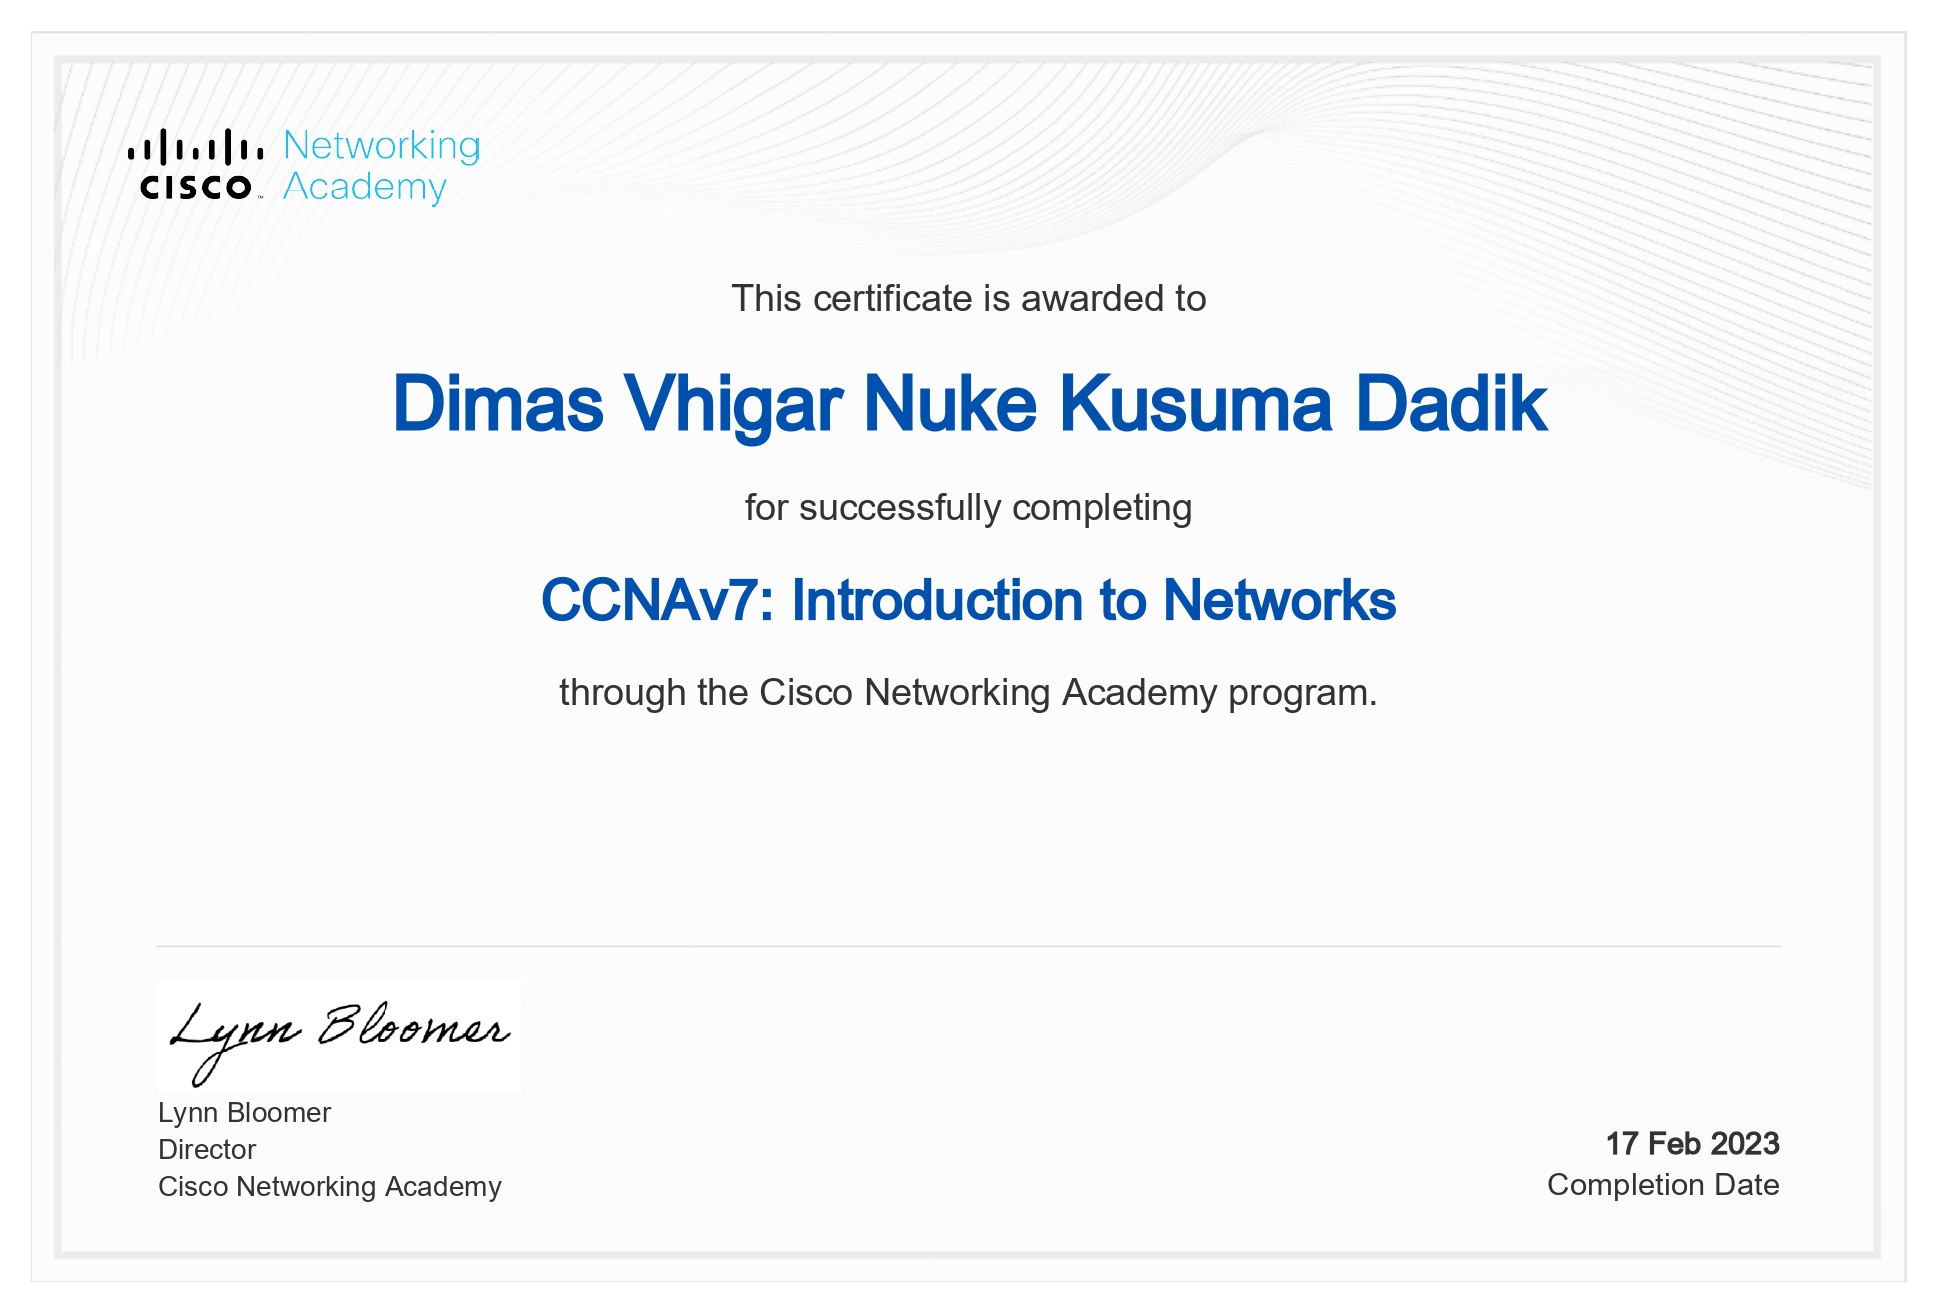 Networking
CISCO™ Academy
This certificate is awarded to
Dimas Vhigar Nuke Kusuma Dadik
for successfully completing
CCNAv7: Introduction to Networks
through the Cisco Networking Academy program.
Lynn Bloomer
Lynn Bloomer
Director
Cisco Networking Academy
17 Feb 2023
Completion Date